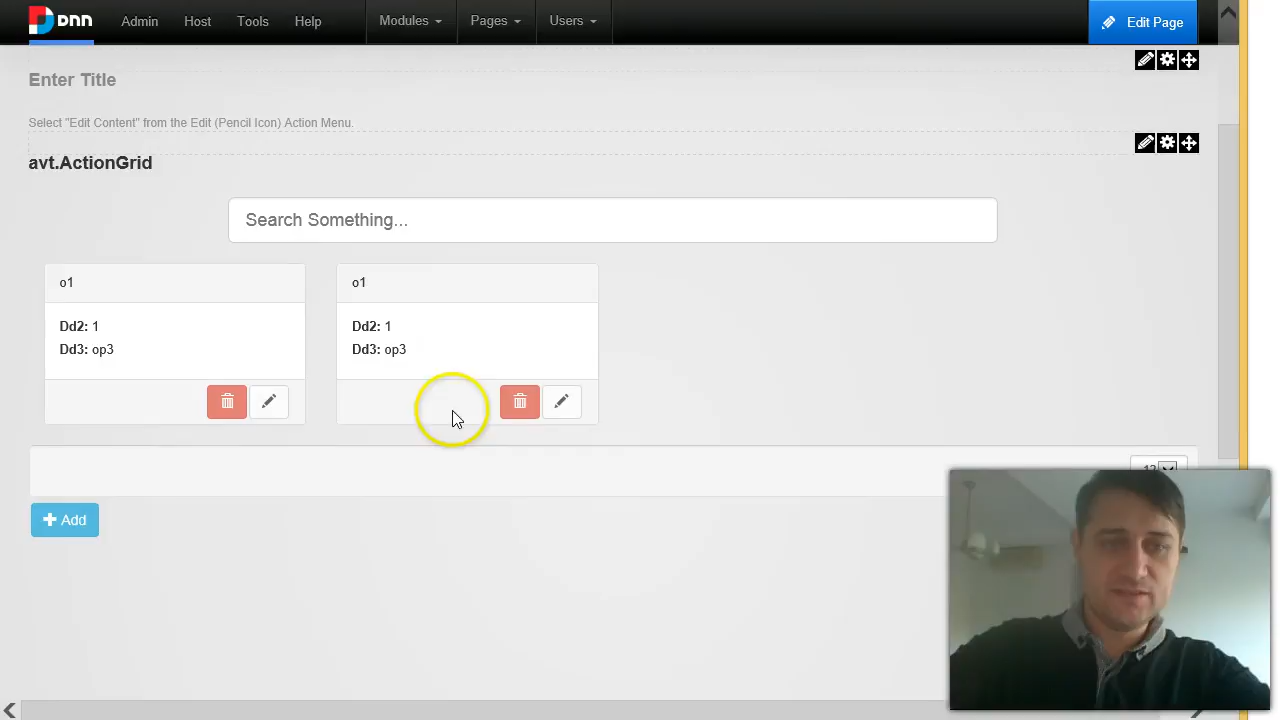 DNN Admin Host Tools Help Modules Pages Users Edit Page
Enter Title
Select "Edit Content" from the Edit (Pencil Icon) Action Menu.
avt.ActionGrid
Search Something...
o1
Dd2: 1
Dd3: op3
o1
Dd2: 1
Dd3: op3
12
Add